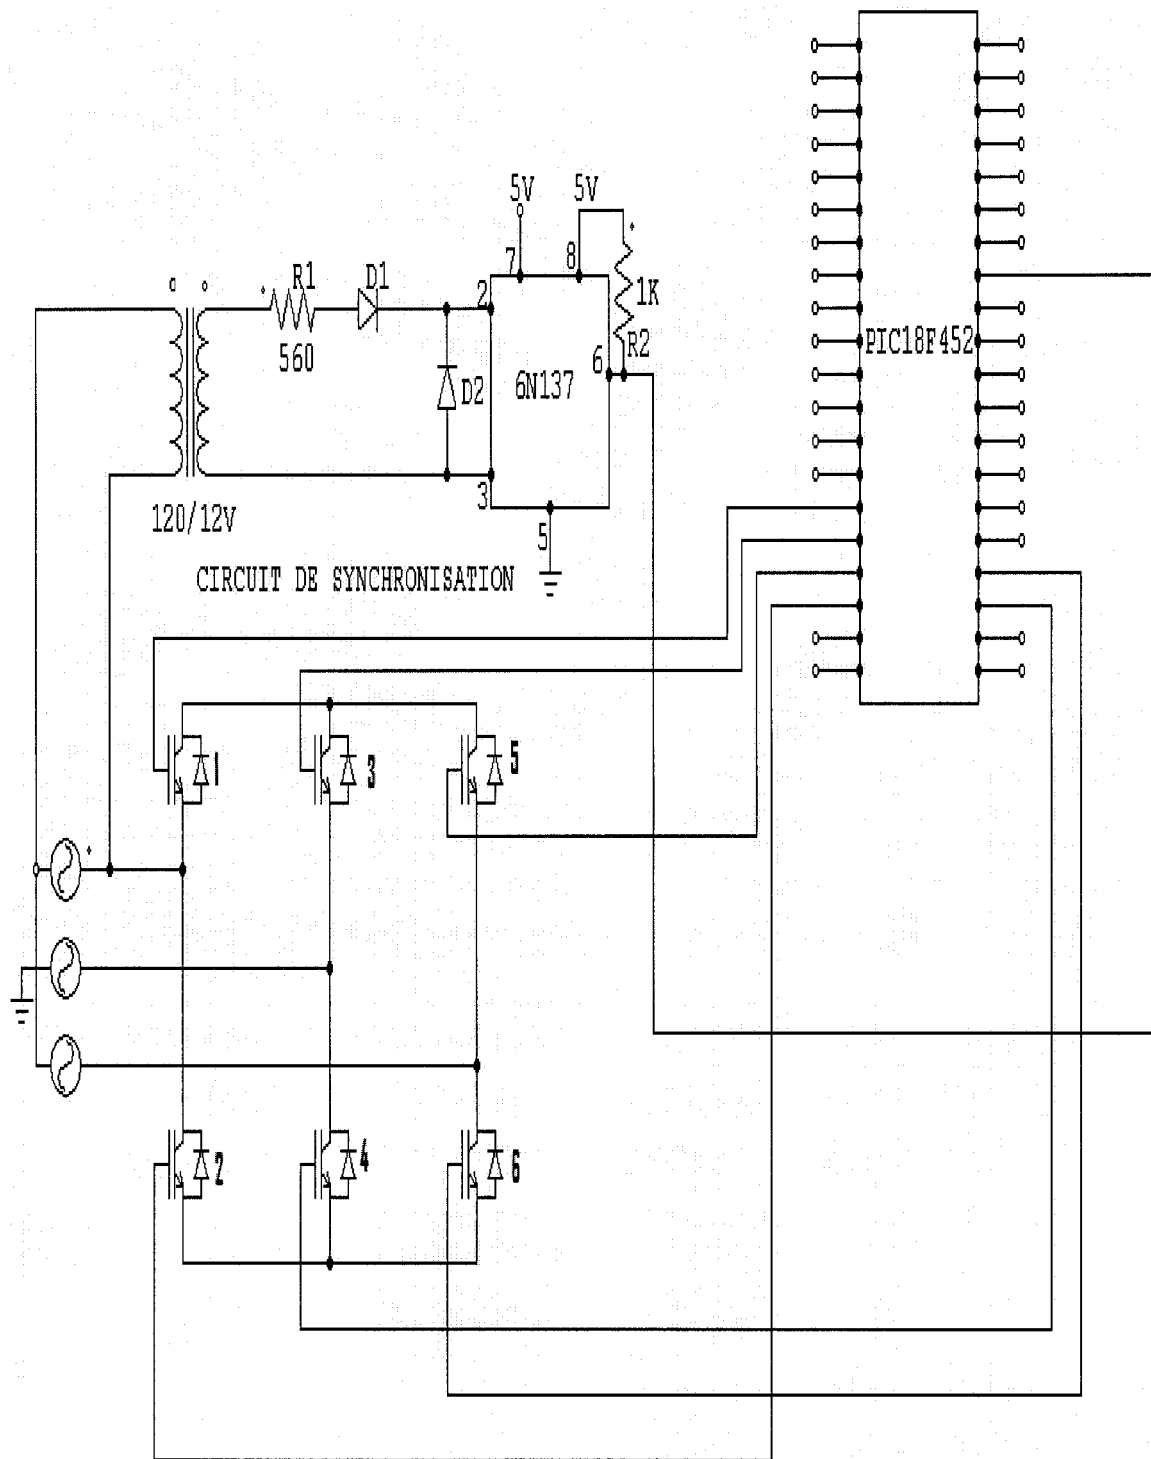 5V
5V
7
8
R1
D1
2
1K
560
6
R2
PIC18F452
D2
6N137
3
120/12V
5
CIRCUIT DE SYNCHRONISATION
1
3
5
2
4
6